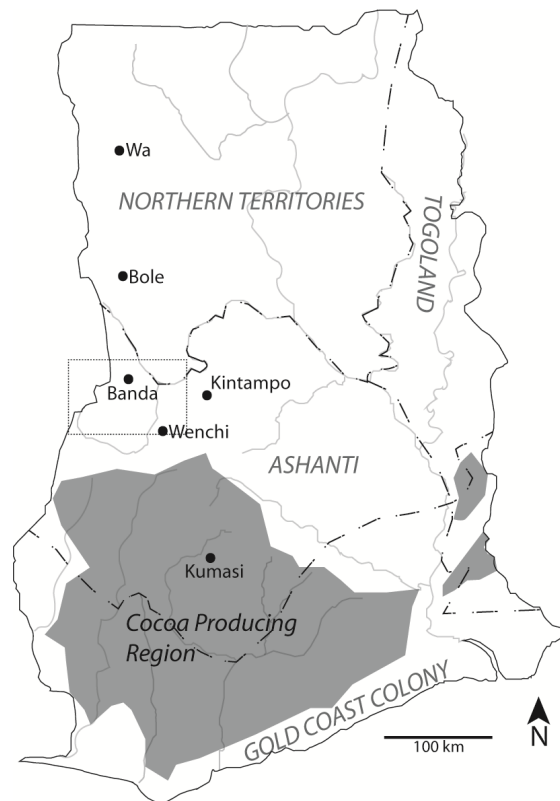 Wa
NORTHERN TERRITORIES
TOGOLAND
Bole
Banda
Kintampo
Wenchi
ASHANTI
Kumasi
Cocoa Producing
Region
GOLD COAST COLONY
100 km
N